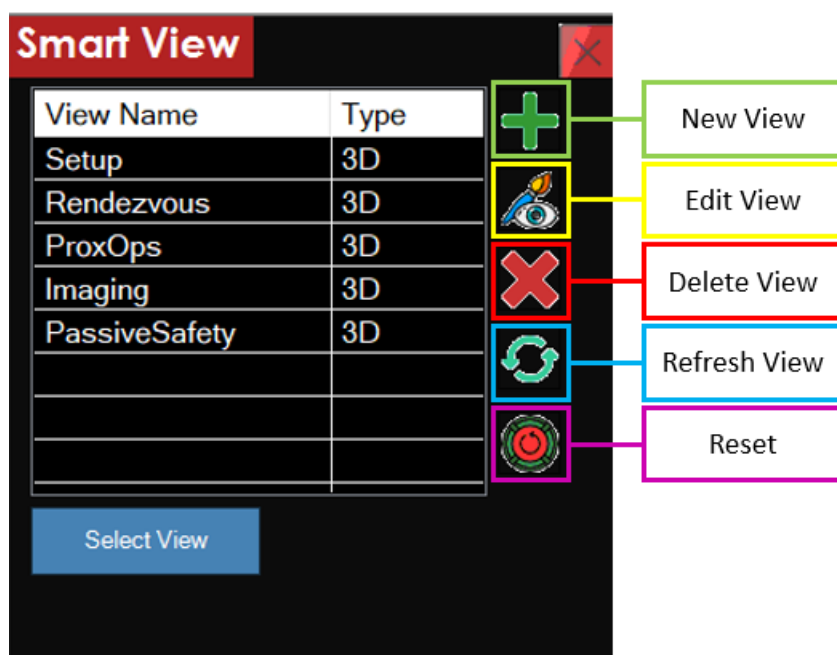 Smart View
View Name Type
Setup 3D
Rendezvous 3D
ProxOps 3D
Imaging 3D
PassiveSafety 3D
Select View
New View
Edit View
Delete View
Refresh View
Reset